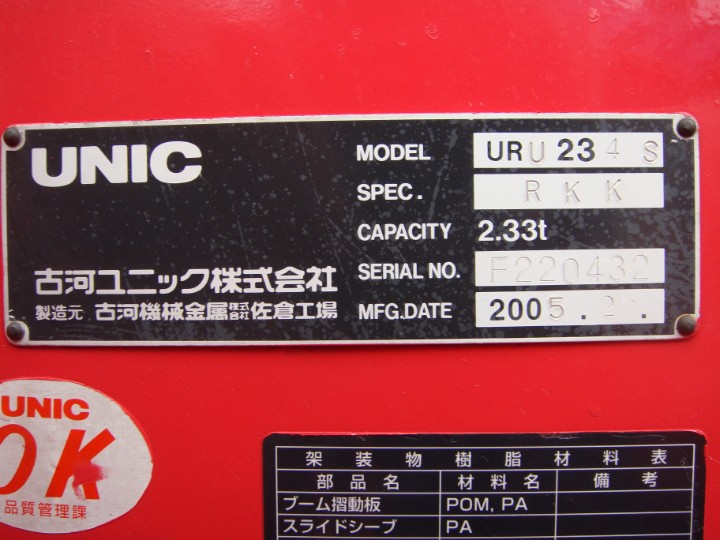 UNIC
MODEL URU234S
SPEC. RKK
CAPACITY 2.33t
SERIAL NO. F220432
MFG.DATE 2005.2.
古河ユニック株式会社
製造元 古河機械金属株式会社佐倉工場
UNIC
OK
品質管理課
架装物樹脂材料表
部品名 材料名 備考
ブーム摺動板 POM, PA
スライドシーブ PA